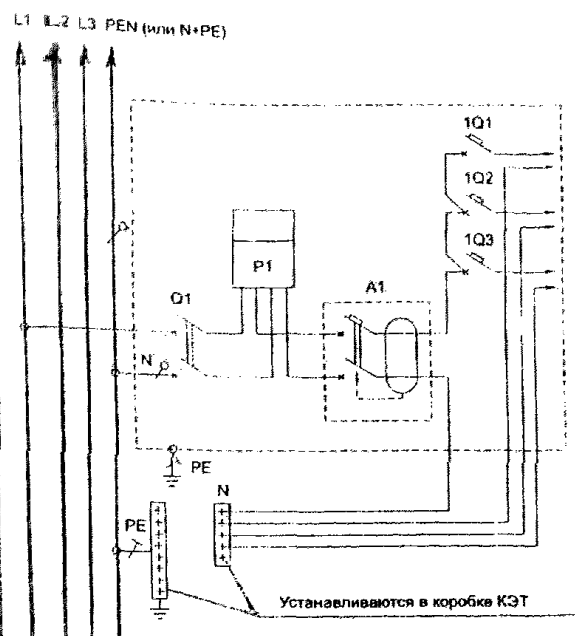 L1 L2 L3 PEN (или N+PE)
1Q1
1Q2
1Q3
P1
Q1
A1
N
PE
N
PE
Устанавливаются в коробке КЭТ